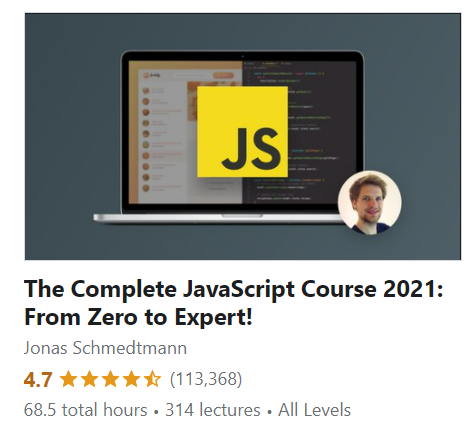 JS
The Complete JavaScript Course 2021:
From Zero to Expert!
Jonas Schmedtmann
4.7 (113,368)
68.5 total hours • 314 lectures • All Levels